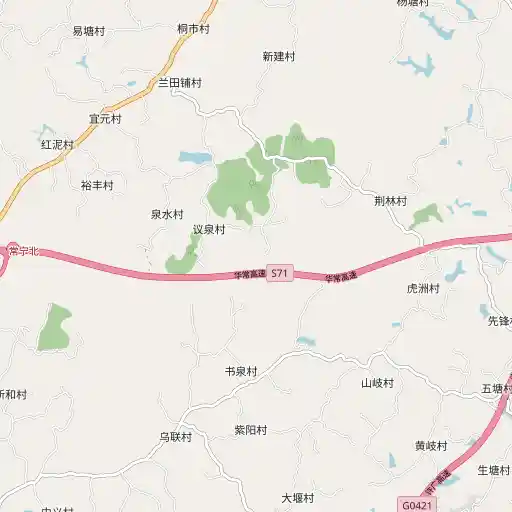 杨塘村
易塘村
桐市村
新建村
兰田铺村
宜元村
红泥村
裕丰村
荆林村
泉水村
议泉村
常宁北
华常高速
S71
华常高速
虎洲村
先锋村
书泉村
山岐村
五塘村
新和村
紫阳村
乌联村
黄岐村
生塘村
许广高速
大堰村
G0421